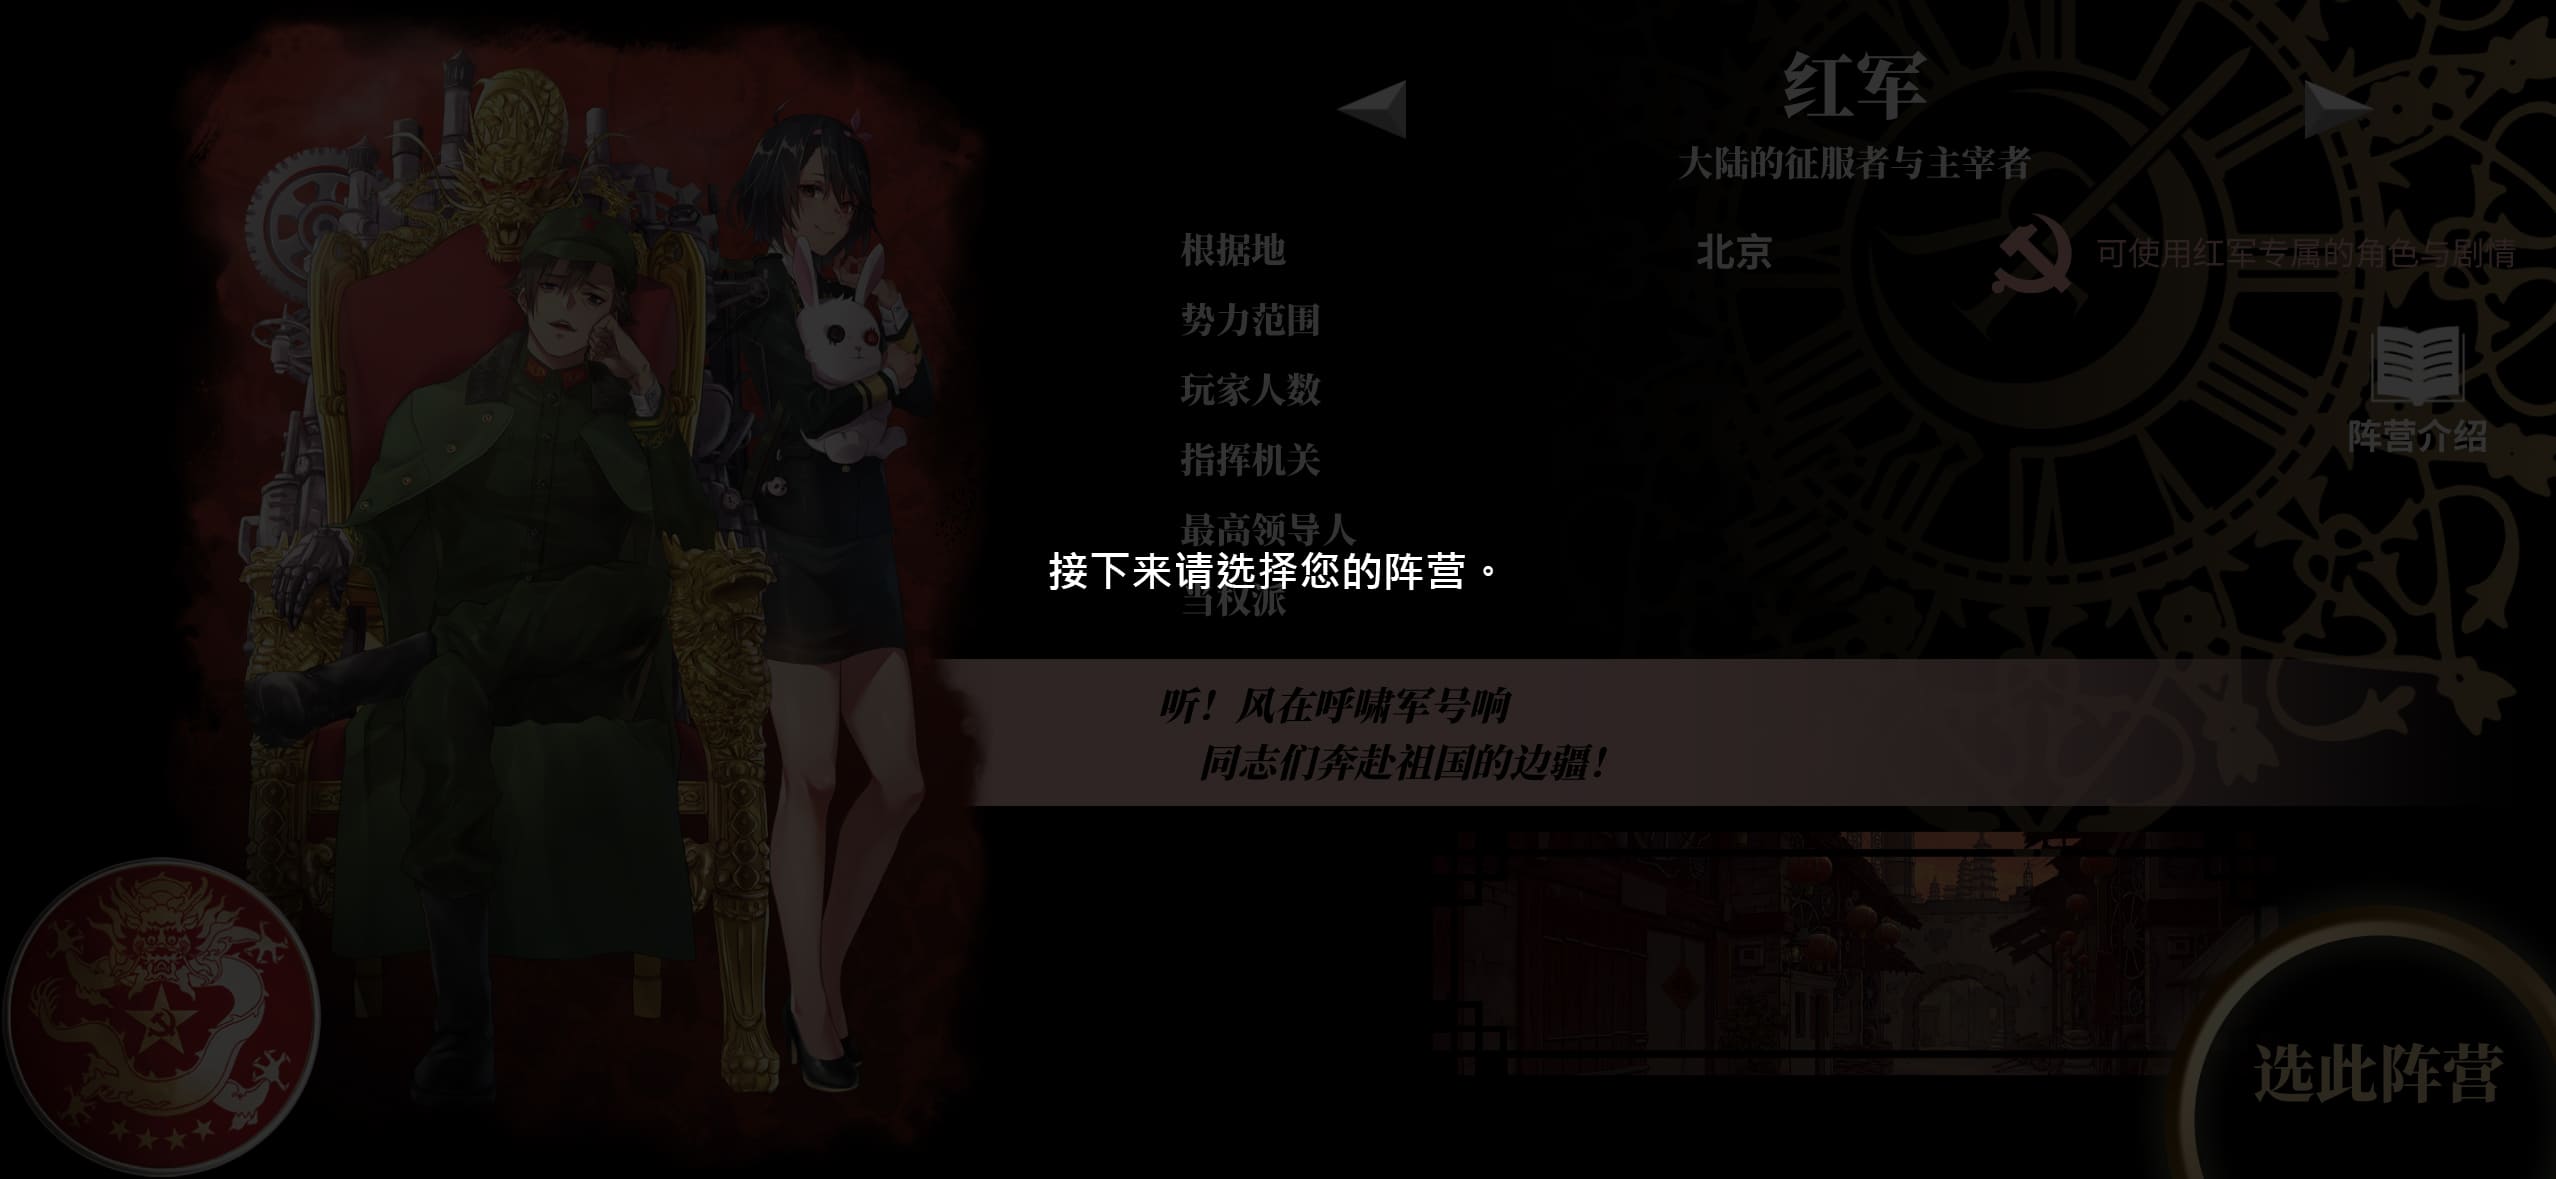 红军
大陆的征服者与主宰者
根据地
北京
可使用红军专属的角色与剧情
势力范围
玩家人数
阵营介绍
指挥机关
最高领导人
接下来请选择您的阵营。
当权派
听！风在呼啸军号响
同志们奔赴祖国的边疆！
选此阵营